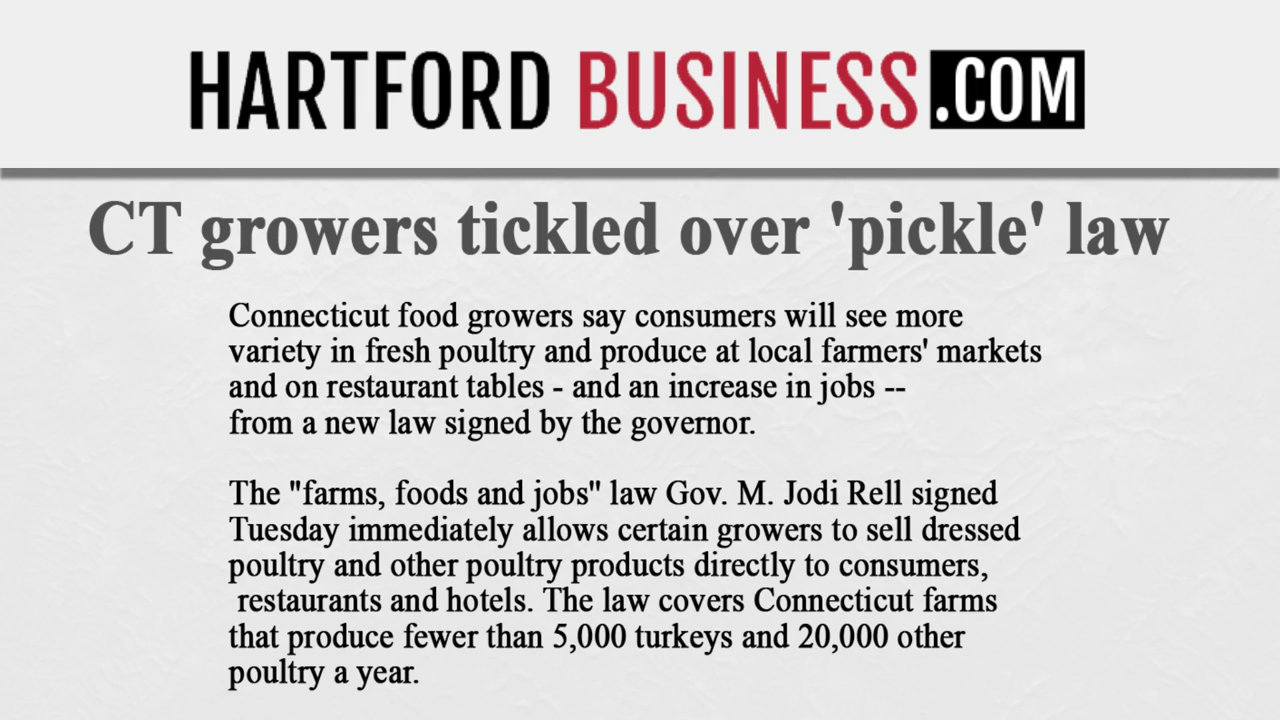 HARTFORD BUSINESS.COM
CT growers tickled over 'pickle' law
Connecticut food growers say consumers will see more
variety in fresh poultry and produce at local farmers' markets
and on restaurant tables - and an increase in jobs --
from a new law signed by the governor.
The "farms, foods and jobs" law Gov. M. Jodi Rell signed
Tuesday immediately allows certain growers to sell dressed
poultry and other poultry products directly to consumers,
restaurants and hotels. The law covers Connecticut farms
that produce fewer than 5,000 turkeys and 20,000 other
poultry a year.